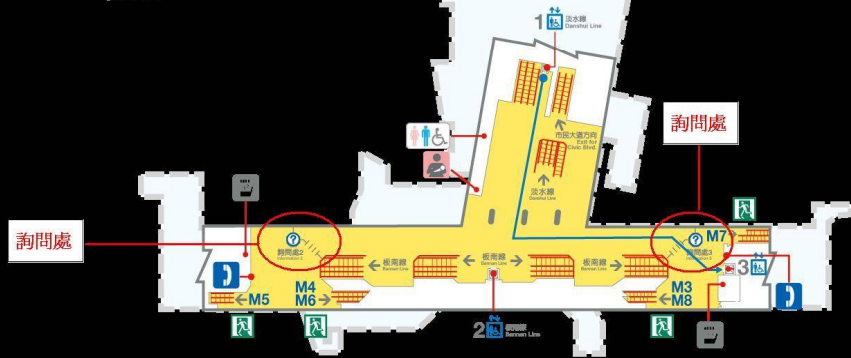 1
淡水線
Danshui Line
市民大道方向
Exit for
Civic Blvd.
詢問處
淡水線
Danshui Line
詢問處
詢問處2
Information 2
板南線
Bannan Line
板南線
Bannan Line
板南線
Bannan Line
詢問處3
Information 3
M7
3
M5
M4
M6
M3
M8
2
板南線
Bannan Line